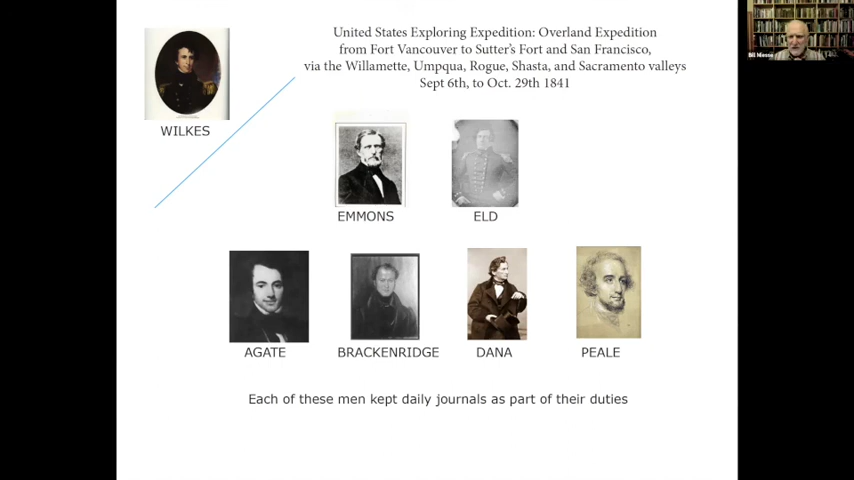 United States Exploring Expedition: Overland Expedition
from Fort Vancouver to Sutter's Fort and San Francisco,
via the Willamette, Umpqua, Rogue, Shasta, and Sacramento valleys
Sept 6th, to Oct. 29th 1841
WILKES
EMMONS
ELD
AGATE
BRACKENRIDGE
DANA
PEALE
Each of these men kept daily journals as part of their duties